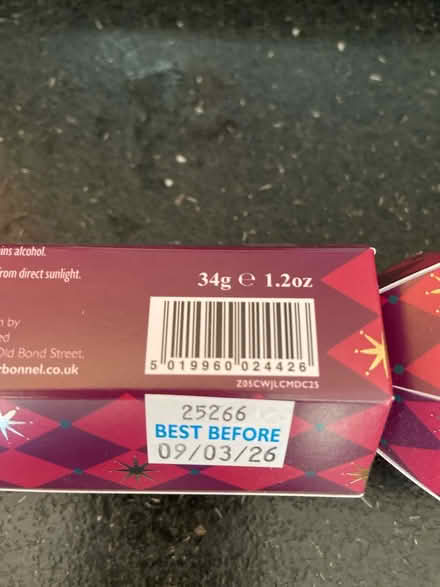 ains alcohol.
from direct sunlight.
34g ℮ 1.2oz
n by
ed
Old Bond Street,
rbonnel.co.uk
5 019960 024426
Z05CWJLCMDC25
25266
BEST BEFORE
09/03/26